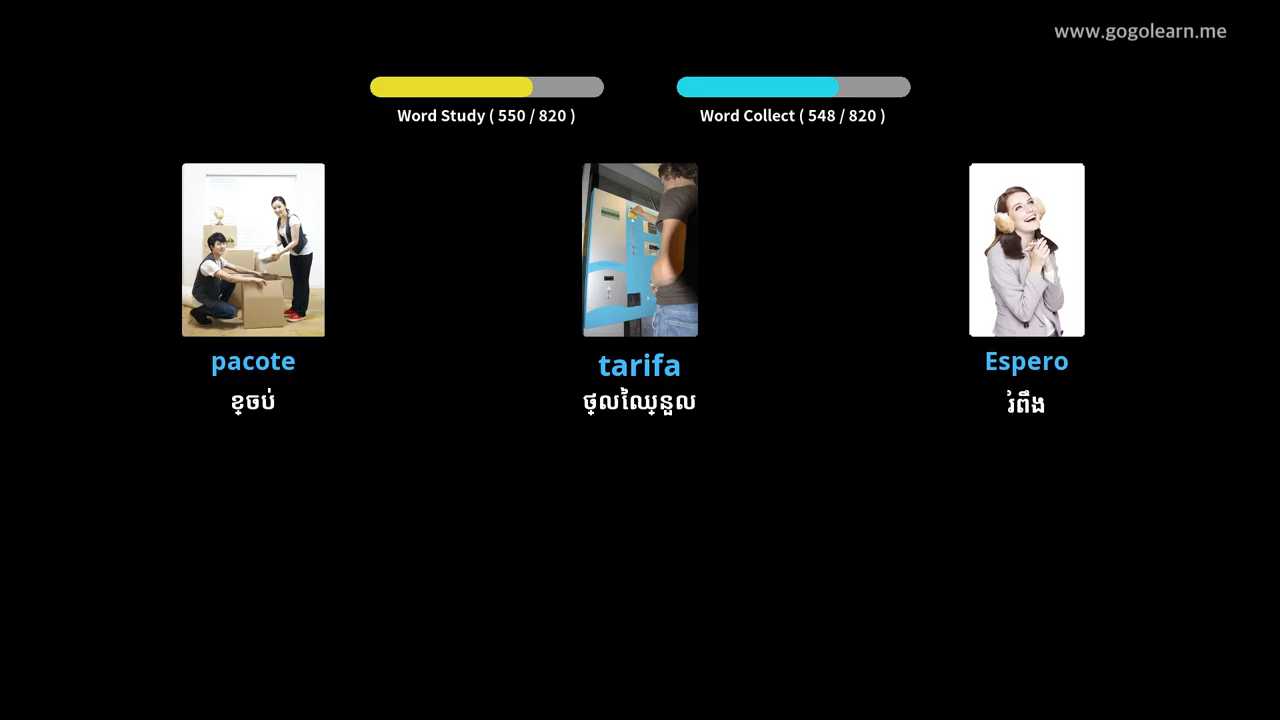 www.gogolearn.me
Word Study ( 550 / 820 )
Word Collect ( 548 / 820 )
pacote
ខ្ចប់
tarifa
ថ្លៃឈ្នួល
Espero
រំពឹង